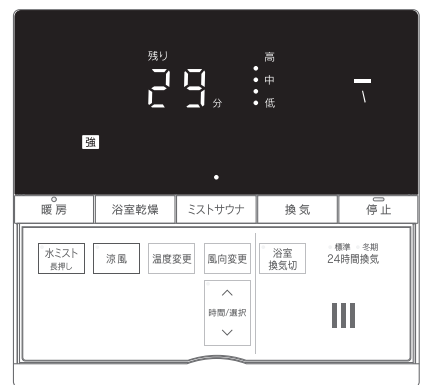 残り
高
29分
中
低
強
暖房 浴室乾燥 ミストサウナ 換気 停止
水ミスト
長押し
涼風
温度変更
風向変更
浴室
換気切
標準 冬期
24時間換気
時間/選択